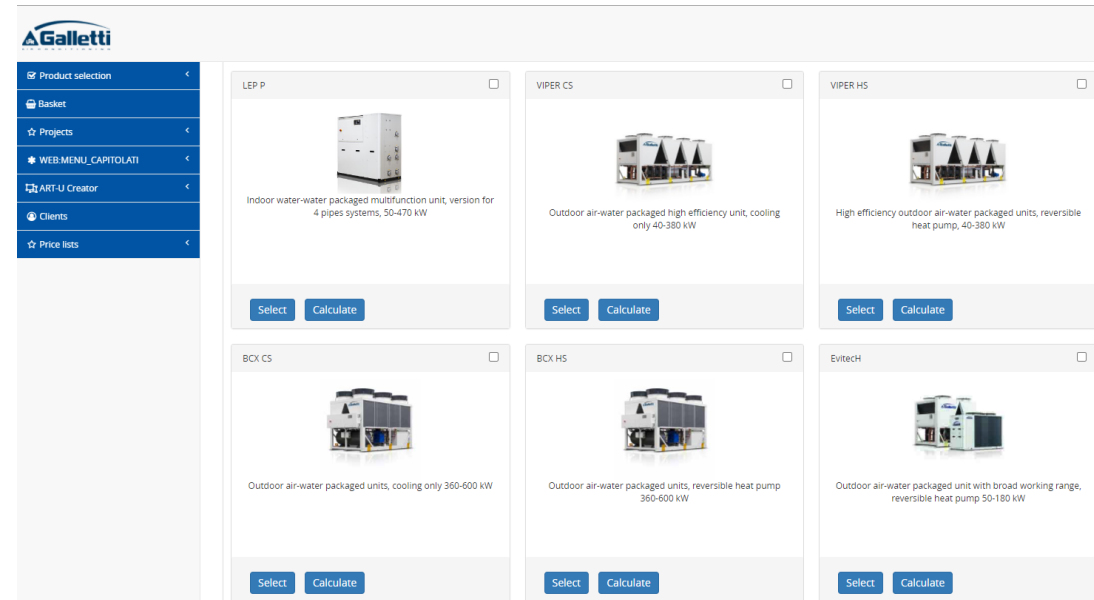 Galletti
Product selection
Basket
Projects
WEB:MENU_CAPITOLATI
ART-U Creator
Clients
Price lists
LEP P
Indoor water-water packaged multifunction unit, version for
4 pipes systems, 50-470 kW
Select Calculate
VIPER CS
Outdoor air-water packaged high efficiency unit, cooling
only 40-380 kW
Select Calculate
VIPER HS
High efficiency outdoor air-water packaged units, reversible
heat pump, 40-380 kW
Select Calculate
BCX CS
Outdoor air-water packaged units, cooling only 360-600 kW
Select Calculate
BCX HS
Outdoor air-water packaged units, reversible heat pump
360-600 kW
Select Calculate
EvitecH
Outdoor air-water packaged unit with broad working range,
reversible heat pump 50-180 kW
Select Calculate